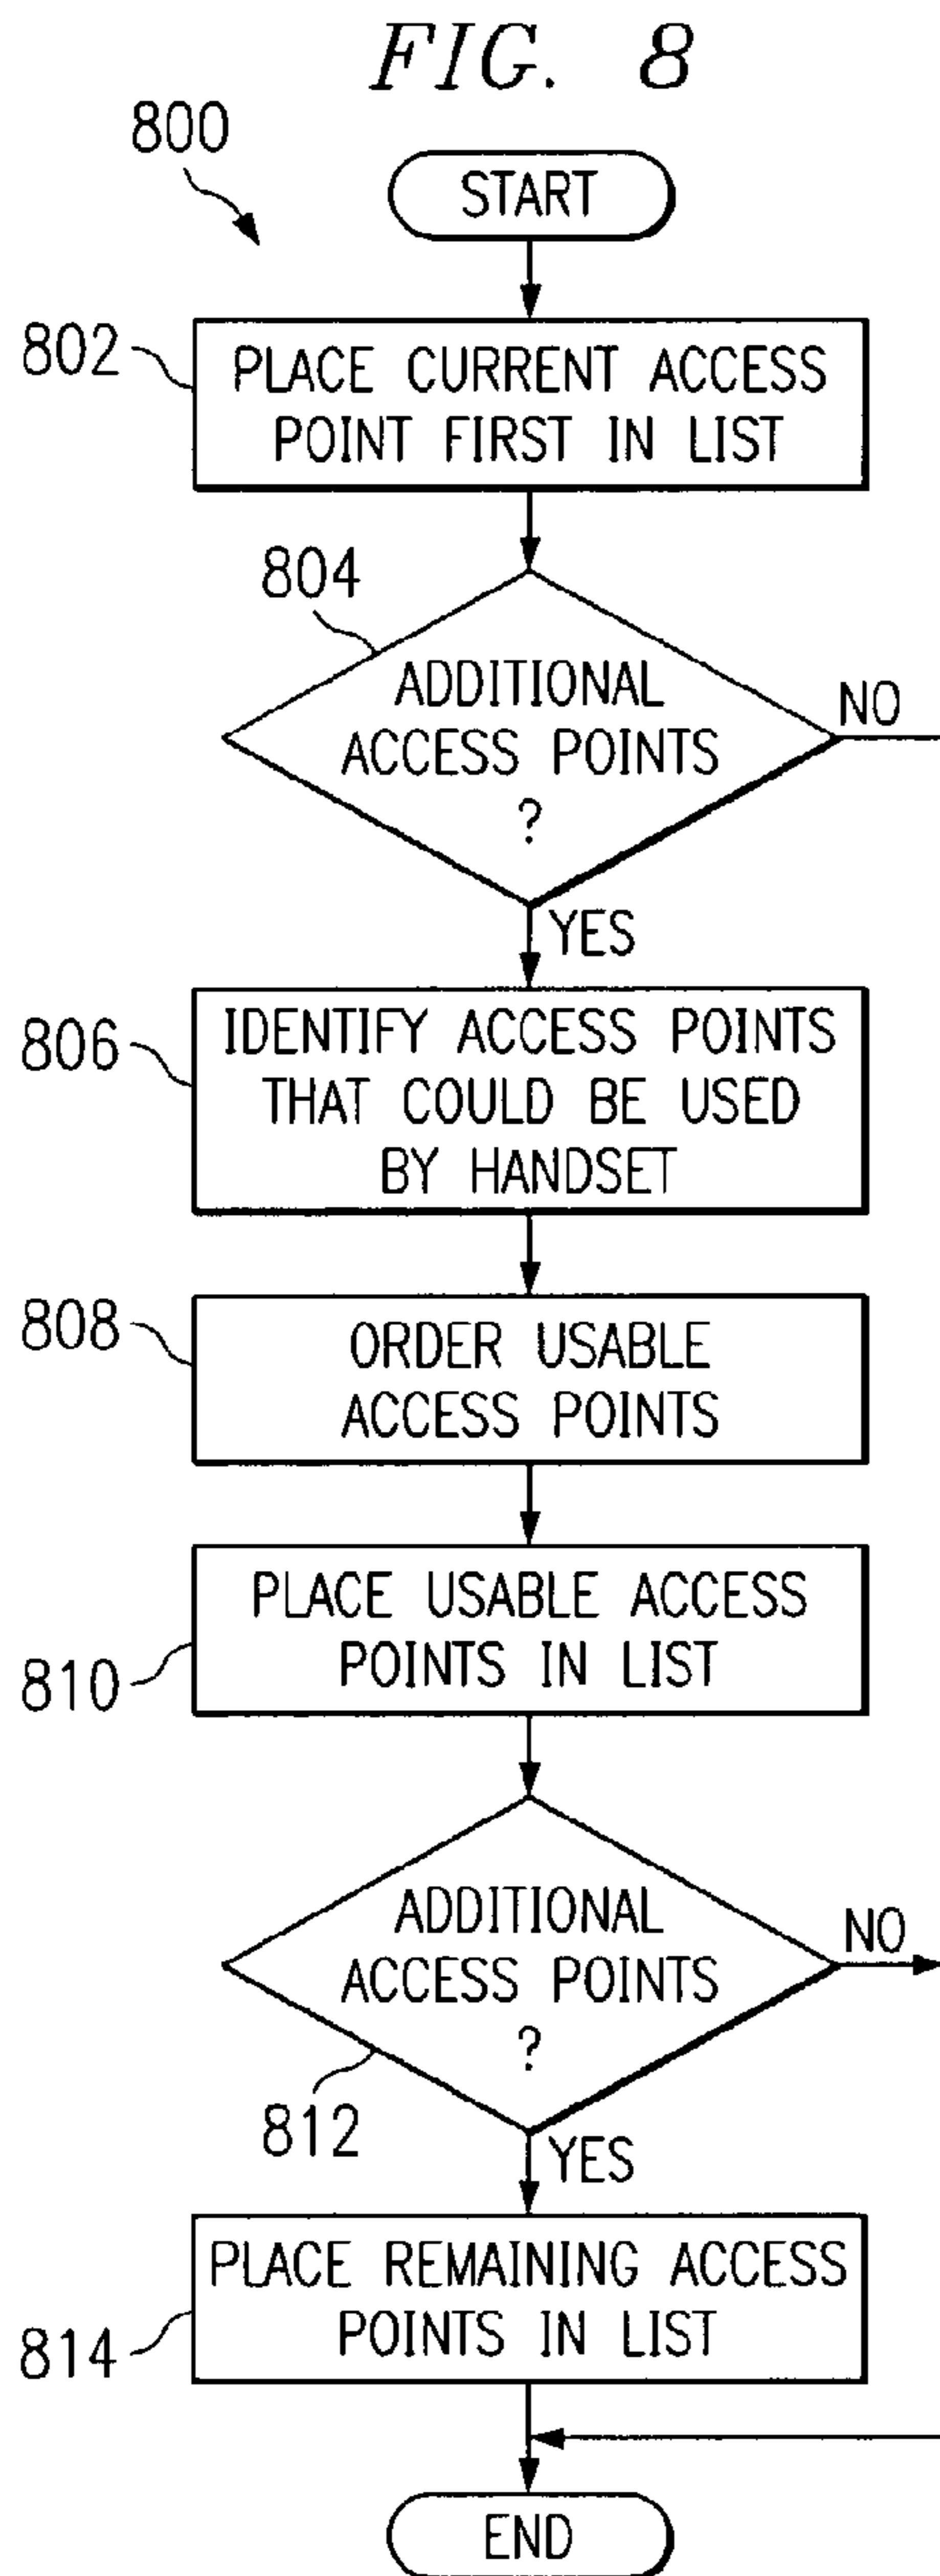 FIG. 8
800
START
802
PLACE CURRENT ACCESS
POINT FIRST IN LIST
804
ADDITIONAL
ACCESS POINTS
?
NO
YES
806
IDENTIFY ACCESS POINTS
THAT COULD BE USED
BY HANDSET
808
ORDER USABLE
ACCESS POINTS
810
PLACE USABLE ACCESS
POINTS IN LIST
ADDITIONAL
ACCESS POINTS
?
NO
812
YES
814
PLACE REMAINING ACCESS
POINTS IN LIST
END